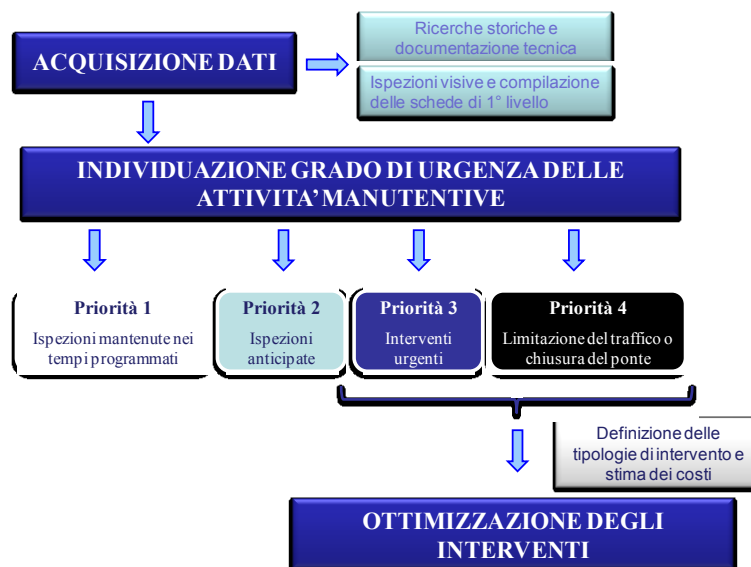 Ricerche storiche e
documentazione tecnica
ACQUISIZIONE DATI
Ispezioni visive e compilazione
delle schede di 1° livello
INDIVIDUAZIONE GRADO DI URGENZA DELLE
ATTIVITA’ MANUTENTIVE
Priorità 1
Ispezioni mantenute nei
tempi programmati
Priorità 2
Ispezioni
anticipate
Priorità 3
Interventi
urgenti
Priorità 4
Limitazione del traffico o
chiusura del ponte
Definizione delle
tipologie di intervento e
stima dei costi
OTTIMIZZAZIONE DEGLI
INTERVENTI